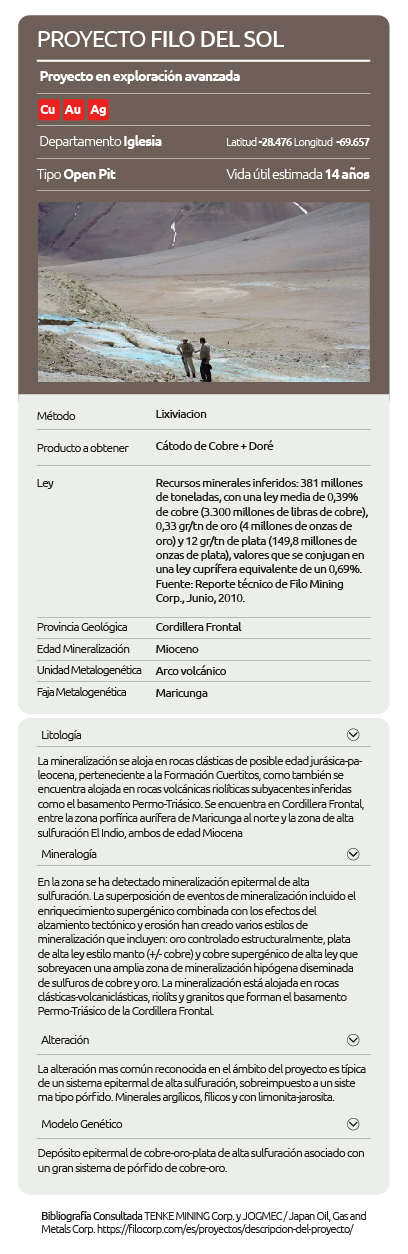 PROYECTO FILO DEL SOL
Proyecto en exploración avanzada
Cu Au Ag
Departamento Iglesia Latitud -28.476 Longitud -69.657
Tipo Open Pit Vida útil estimada 14 años
Método Lixiviacion
Producto a obtener Cátodo de Cobre + Doré
Ley Recursos minerales inferidos: 381 millones
de toneladas, con una ley media de 0,39%
de cobre (3.300 millones de libras de cobre),
0,33 gr/tn de oro (4 millones de onzas de
oro) y 12 gr/tn de plata (149,8 millones de
onzas de plata), valores que se conjugan en
una ley cuprífera equivalente de un 0,69%.
Fuente: Reporte técnico de Filo Mining
Corp., Junio, 2010.
Provincia Geológica Cordillera Frontal
Edad Mineralización Mioceno
Unidad Metalogenética Arco volcánico
Faja Metalogenética Maricunga
Litología
La mineralización se aloja en rocas clásticas de posible edad jurásica-pa-
leocena, perteneciente a la Formación Cuertitos, como también se
encuentra alojada en rocas volcánicas riolíticas subyacentes inferidas
como el basamento Permo-Triásico. Se encuentra en Cordillera Frontal,
entre la zona porfírica aurífera de Maricunga al norte y la zona de alta
sulfuración El Indio, ambos de edad Miocena
Mineralogía
En la zona se ha detectado mineralización epitermal de alta
sulfuración. La superposición de eventos de mineralización incluido el
enriquecimiento supergénico combinada con los efectos del
alzamiento tectónico y erosión han creado varios estilos de
mineralización que incluyen: oro controlado estructuralmente, plata
de alta ley estilo manto (+/- cobre) y cobre supergénico de alta ley que
sobreyacen una amplia zona de mineralización hipógena diseminada
de sulfuros de cobre y oro. La mineralización está alojada en rocas
clásticas-volcaniclásticas, riolíts y granitos que forman el basamento
Permo-Triásico de la Cordillera Frontal.
Alteración
La alteración mas común reconocida en el ámbito del proyecto es típica
de un sistema epitermal de alta sulfuración, sobreimpuesto a un siste
ma tipo pórfido. Minerales argílicos, fílicos y con limonita-jarosita.
Modelo Genético
Depósito epitermal de cobre-oro-plata de alta sulfuración asociado con
un gran sistema de pórfido de cobre-oro.
Bibliografía Consultada TENKE MINING Corp. y JOGMEC / Japan Oil, Gas and
Metals Corp. https://filocorp.com/es/proyectos/descripcion-del-proyecto/